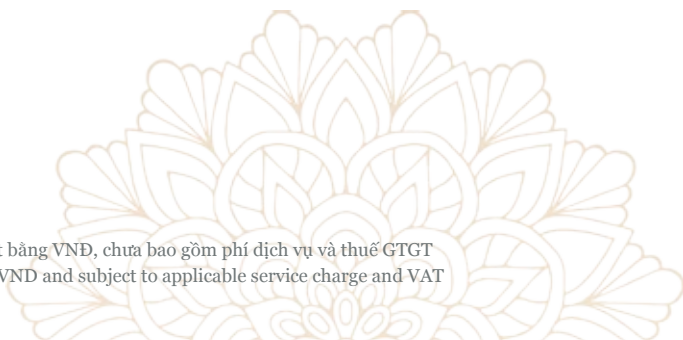 bằng VNĐ, chưa bao gồm phí dịch vụ và thuế GTGT
VND and subject to applicable service charge and VAT